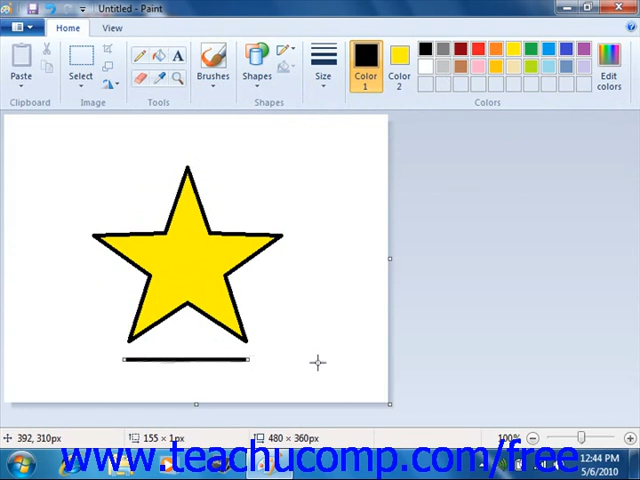 Untitled - Paint
Home View
Paste
Select
Brushes
Shapes
Size
Color 1
Color 2
Edit colors
Clipboard Image Tools Shapes Colors
392, 310px 155 × 1px 480 × 360px 100%
www.teachucomp.com/free
12:44 PM
5/6/2010